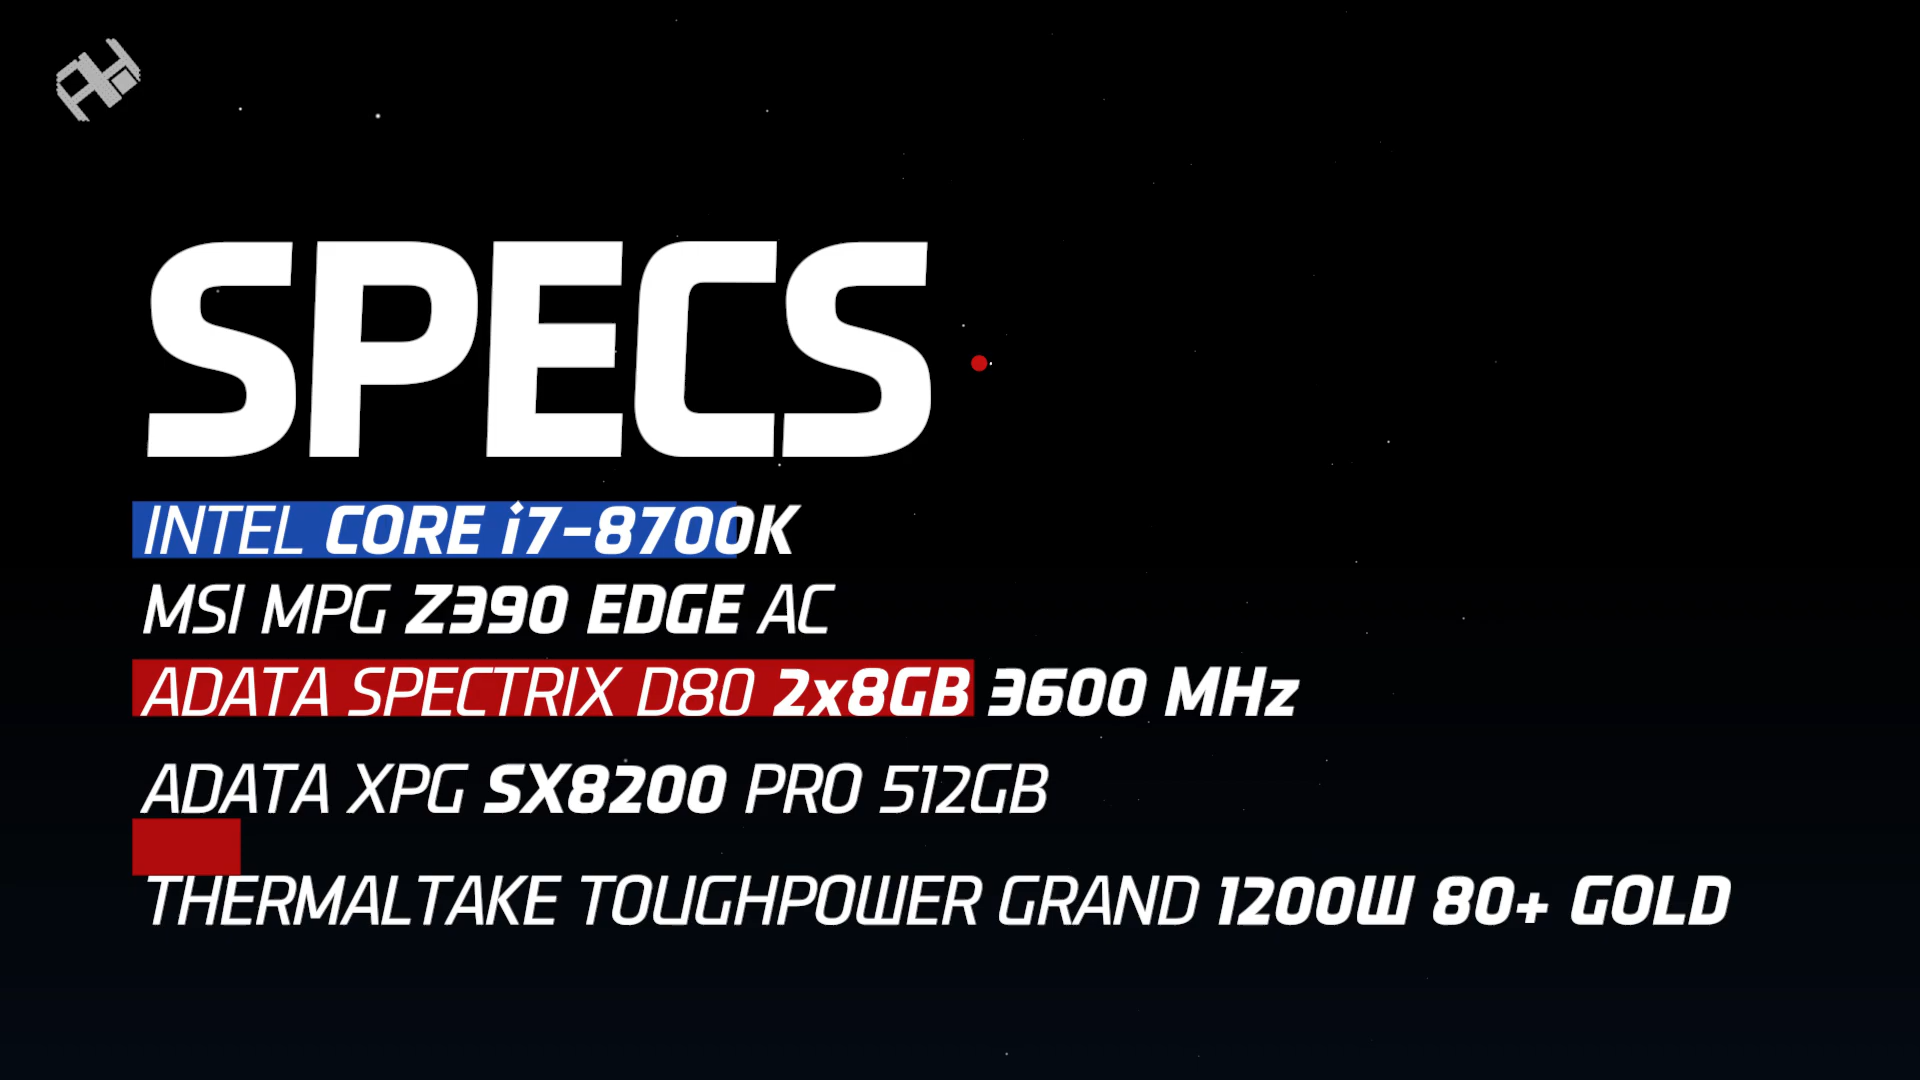 SPECS
INTEL CORE i7-8700K
MSI MPG Z390 EDGE AC
ADATA SPECTRIX D80 2x8GB 3600 MHz
ADATA XPG SX8200 PRO 512GB
THERMALTAKE TOUGHPOWER GRAND 1200W 80+ GOLD